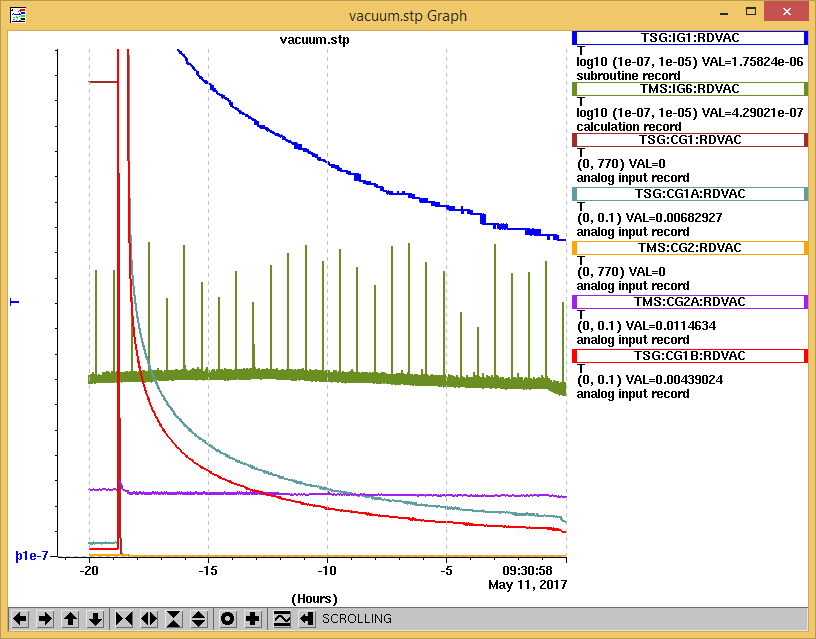 vacuum.stp Graph
vacuum.stp
TSG:IG1:RDVAC
T
log10 (1e-07, 1e-05) VAL=1.75824e-06
subroutine record
TMS:IG6:RDVAC
T
log10 (1e-07, 1e-05) VAL=4.29021e-07
calculation record
TSG:CG1:RDVAC
T
(0, 770) VAL=0
analog input record
TSG:CG1A:RDVAC
T
(0, 0.1) VAL=0.00682927
analog input record
TMS:CG2:RDVAC
T
(0, 770) VAL=0
analog input record
TMS:CG2A:RDVAC
T
(0, 0.1) VAL=0.0114634
analog input record
TSG:CG1B:RDVAC
T
(0, 0.1) VAL=0.00439024
analog input record
T
1e-7
-20 -15 -10 -5 09:30:58
May 11, 2017
(Hours)
SCROLLING